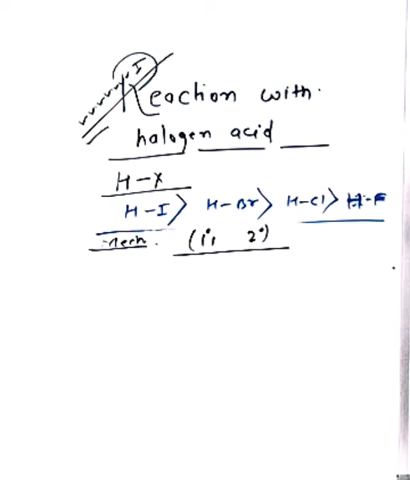 Reaction with.
halogen acid
H-X
H-I > H-Br > H-Cl > H-F
Mech. (1°, 2°)